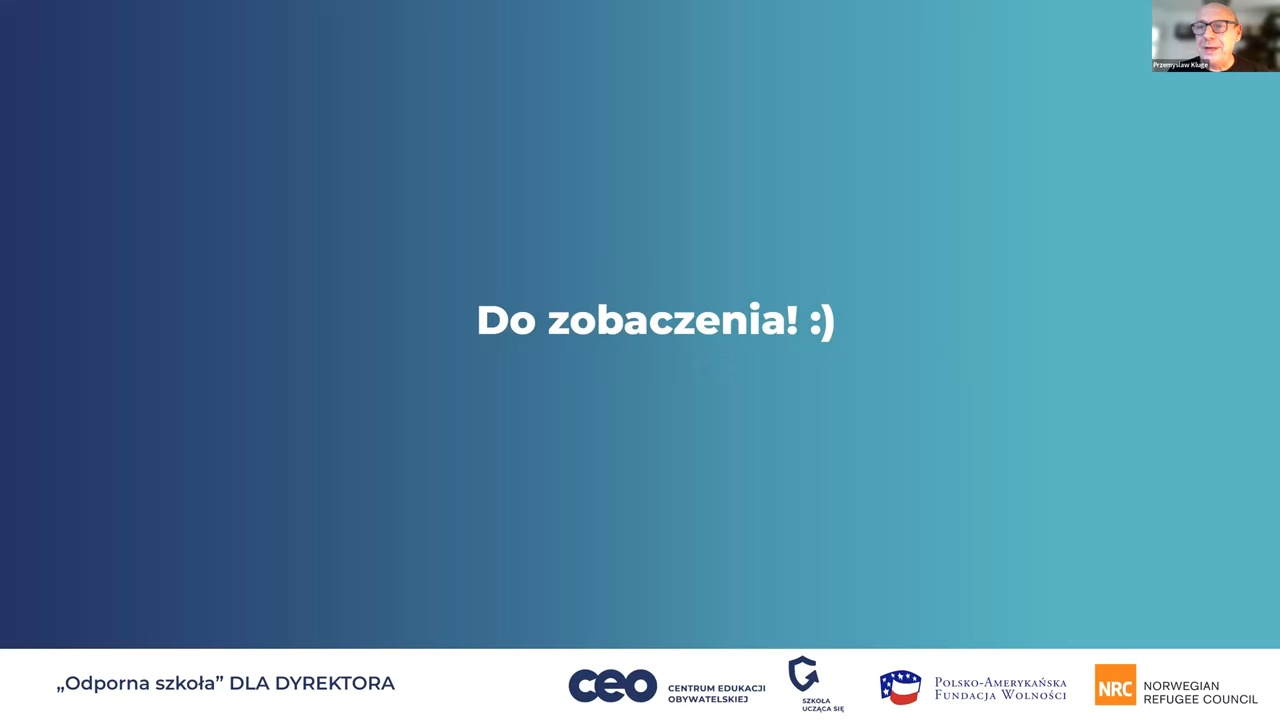 Przemyslaw Kluge
Do zobaczenia! :)
„Odporna szkoła” DLA DYREKTORA
ceo
CENTRUM EDUKACJI
OBYWATELSKIEJ
SZKOŁA
UCZĄCA SIĘ
POLSKO-AMERYKAŃSKA
FUNDACJA WOLNOŚCI
NRC
NORWEGIAN
REFUGEE COUNCIL